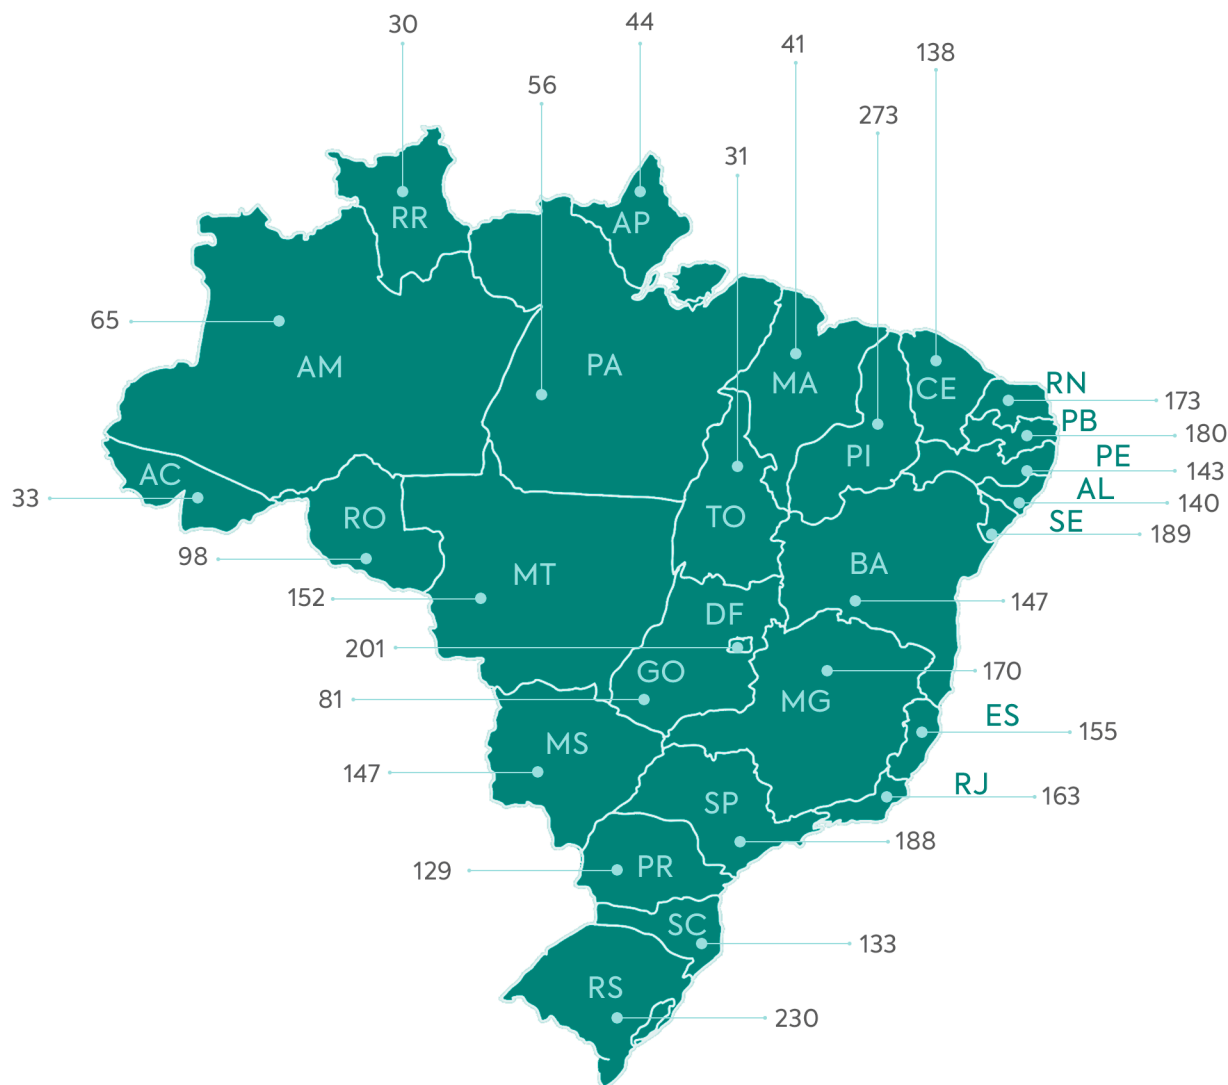 30
44
41
138
56
273
31
RR
AP
65
AM
PA
MA
CE
RN
173
PB
180
PI
PE
143
AC
AL
140
33
RO
TO
SE
189
98
MT
BA
152
147
DF
201
GO
170
81
MG
ES
155
MS
147
RJ
163
SP
188
129
PR
SC
133
RS
230